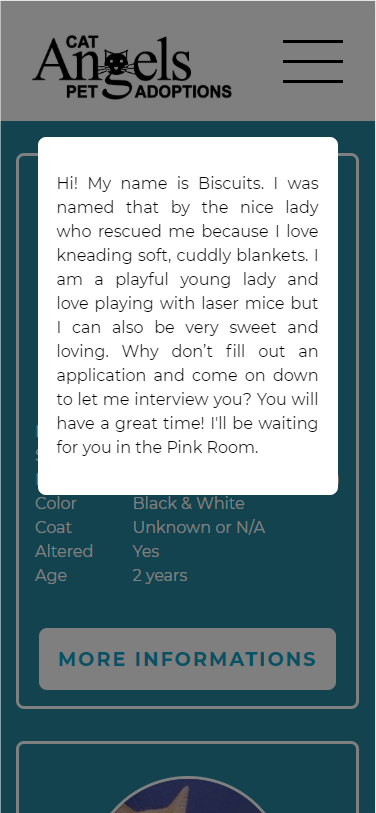 CAT
Angels
PET ADOPTIONS
Hi! My name is Biscuits. I was
named that by the nice lady
who rescued me because I love
kneading soft, cuddly blankets. I
am a playful young lady and
love playing with laser mice but
I can also be very sweet and
loving. Why don’t fill out an
application and come on down
to let me interview you? You will
have a great time! I'll be waiting
for you in the Pink Room.
Color Black & White
Coat Unknown or N/A
Altered Yes
Age 2 years
MORE INFORMATIONS